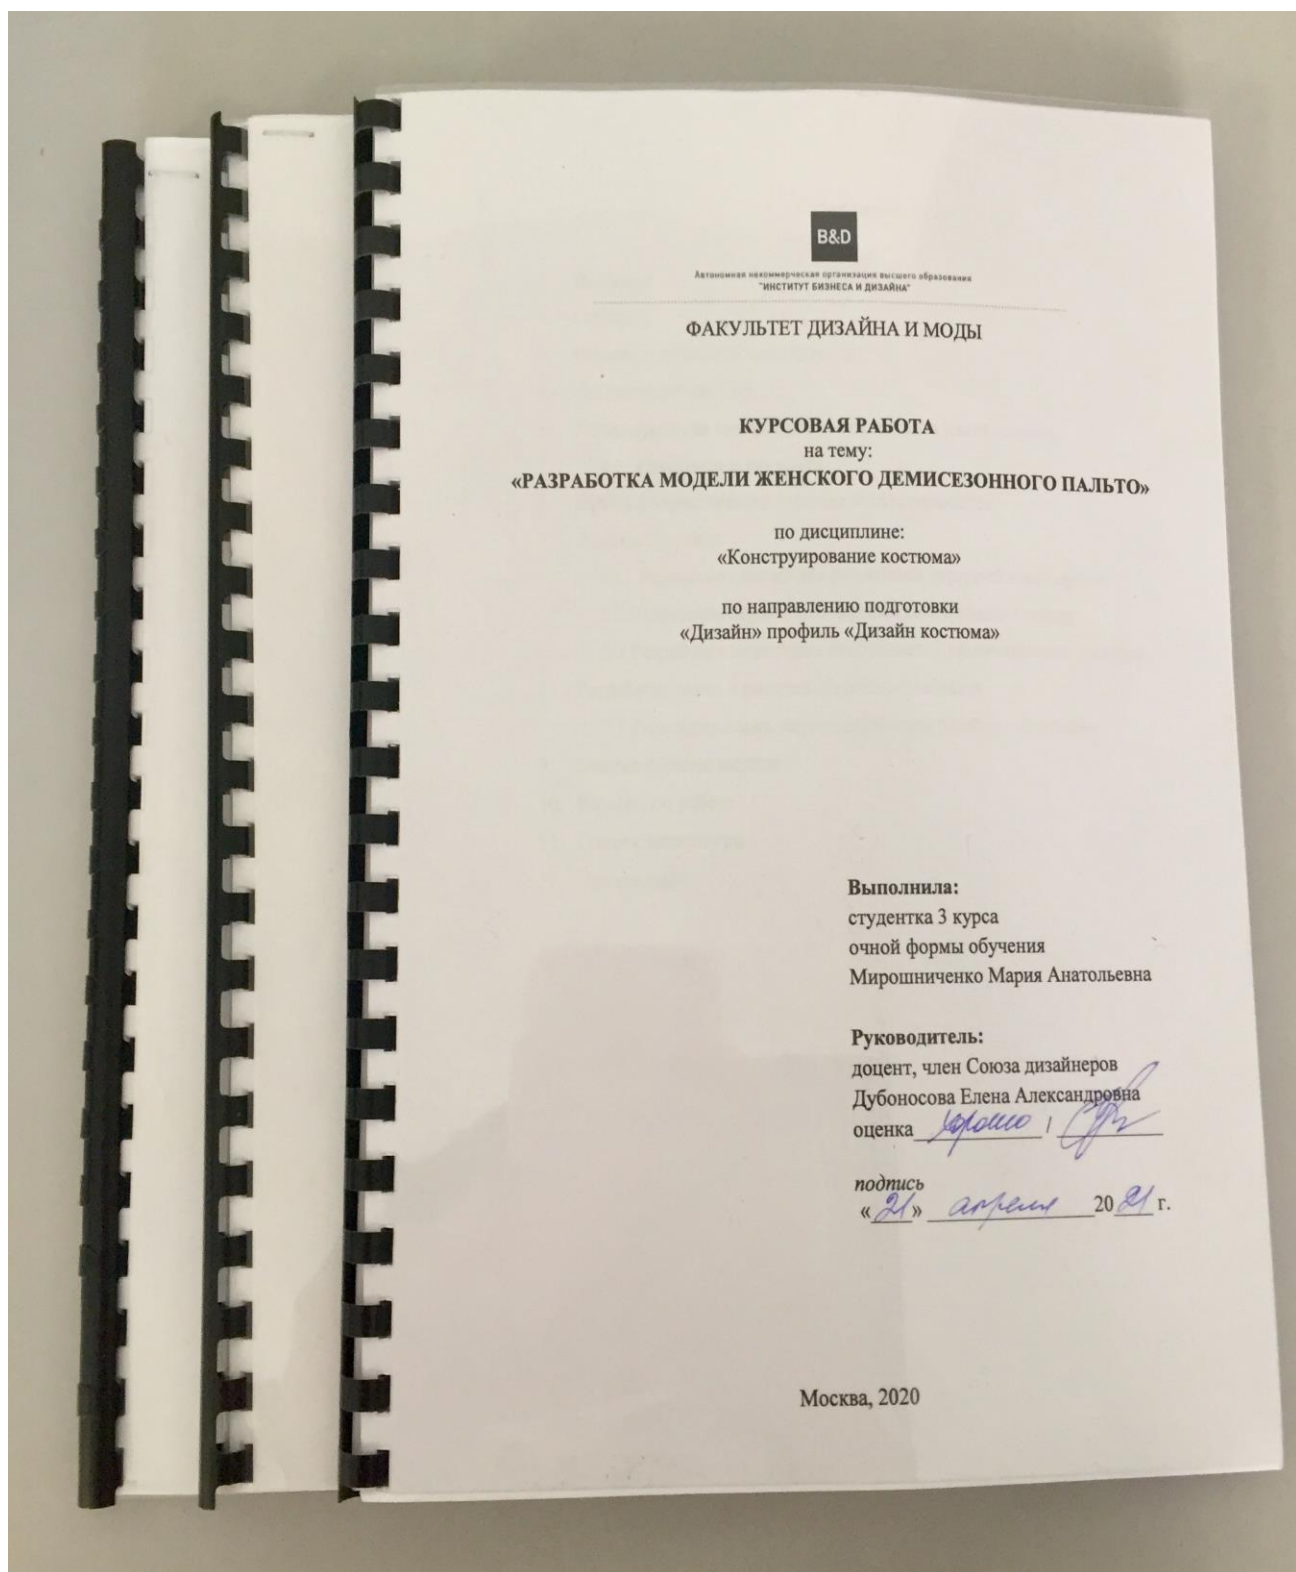 B&D
Автономная некоммерческая организация высшего образования
"ИНСТИТУТ БИЗНЕСА И ДИЗАЙНА"
ФАКУЛЬТЕТ ДИЗАЙНА И МОДЫ
КУРСОВАЯ РАБОТА
на тему:
«РАЗРАБОТКА МОДЕЛИ ЖЕНСКОГО ДЕМИСЕЗОННОГО ПАЛЬТО»
по дисциплине:
«Конструирование костюма»
по направлению подготовки
«Дизайн» профиль «Дизайн костюма»
Выполнила:
студентка 3 курса
очной формы обучения
Мирошниченко Мария Анатольевна
Руководитель:
доцент, член Союза дизайнеров
Дубоносова Елена Александровна
оценка хорошо /
подпись
«21» апреля 2021 г.
Москва, 2020